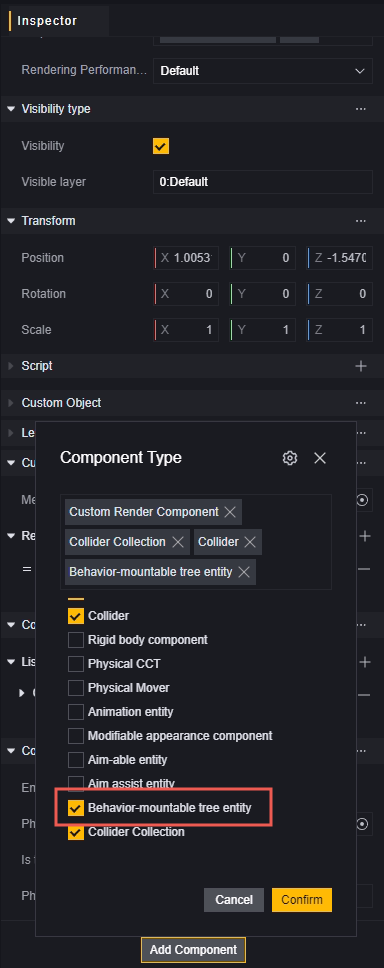 Inspector
Rendering Performan... Default
Visibility type ...
Visibility
Visible layer 0:Default
Transform ...
Position X 1.0053 Y 0 Z -1.5470
Rotation X 0 Y 0 Z 0
Scale X 1 Y 1 Z 1
Script
Custom Object ...
Le
Component Type
Cu
Me
Custom Render Component
Re
Collider Collection Collider
Behavior-mountable tree entity
Collider
Co
Rigid body component
Lis
Physical CCT
Physical Mover
Animation entity
Modifiable appearance component
Co
Aim-able entity
En
Aim assist entity
Behavior-mountable tree entity
Ph
Collider Collection
Is
Ph
Cancel Confirm
Add Component